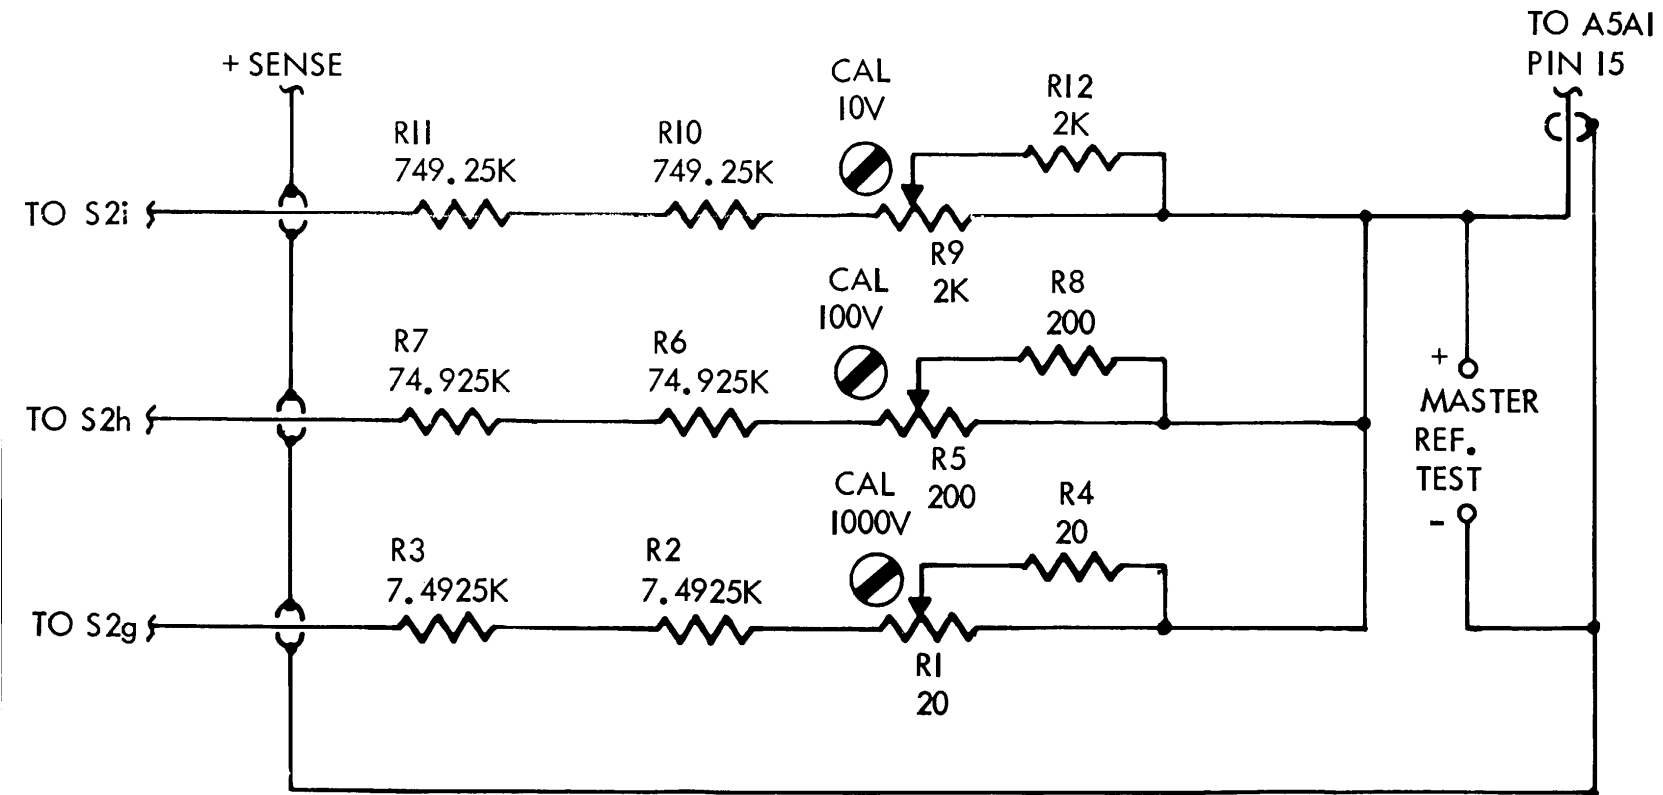 TO A5A1
PIN 15
+ SENSE
CAL
10V
R12
2K
R11
749.25K
R10
749.25K
TO S2i
R9
2K
CAL
100V
R8
200
R7
74.925K
R6
74.925K
+
MASTER
REF.
TEST
-
TO S2h
R5
200
CAL
1000V
R4
20
R3
7.4925K
R2
7.4925K
TO S2g
R1
20